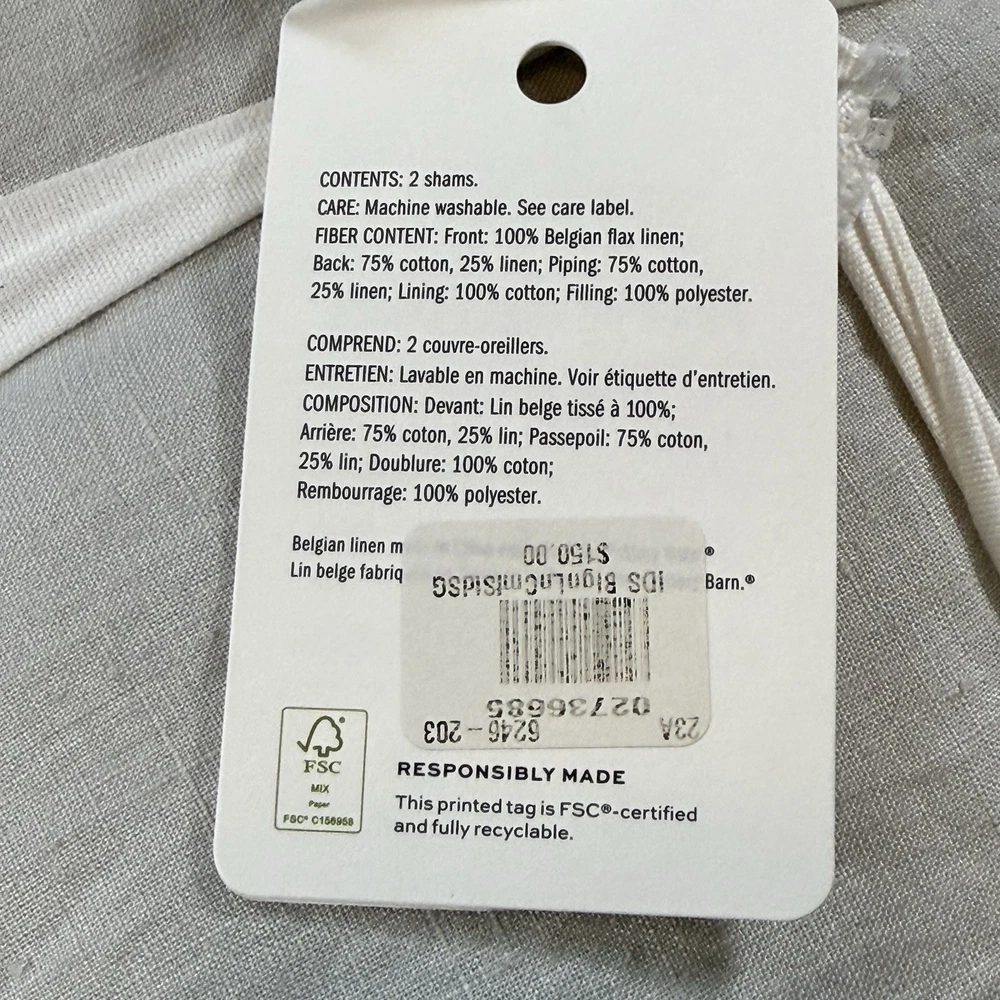 CONTENTS: 2 shams.
CARE: Machine washable. See care label.
FIBER CONTENT: Front: 100% Belgian flax linen;
Back: 75% cotton, 25% linen; Piping: 75% cotton,
25% linen; Lining: 100% cotton; Filling: 100% polyester.
COMPREND: 2 couvre-oreillers.
ENTRETIEN: Lavable en machine. Voir étiquette d'entretien.
COMPOSITION: Devant: Lin belge tissé à 100%;
Arrière: 75% coton, 25% lin; Passepoil: 75% coton,
25% lin; Doublure: 100% coton;
Rembourrage: 100% polyester.
Belgian linen m ®
Lin belge fabriq Barn.®
23A 6246-203
02736685
$150.00
FSC
MIX
Paper
FSC® C156958
RESPONSIBLY MADE
This printed tag is FSC®-certified
and fully recyclable.